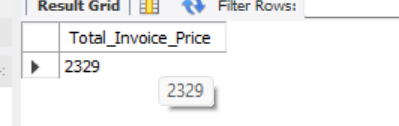 Result Grid | Filter Rows:
Total_Invoice_Price
2329
2329